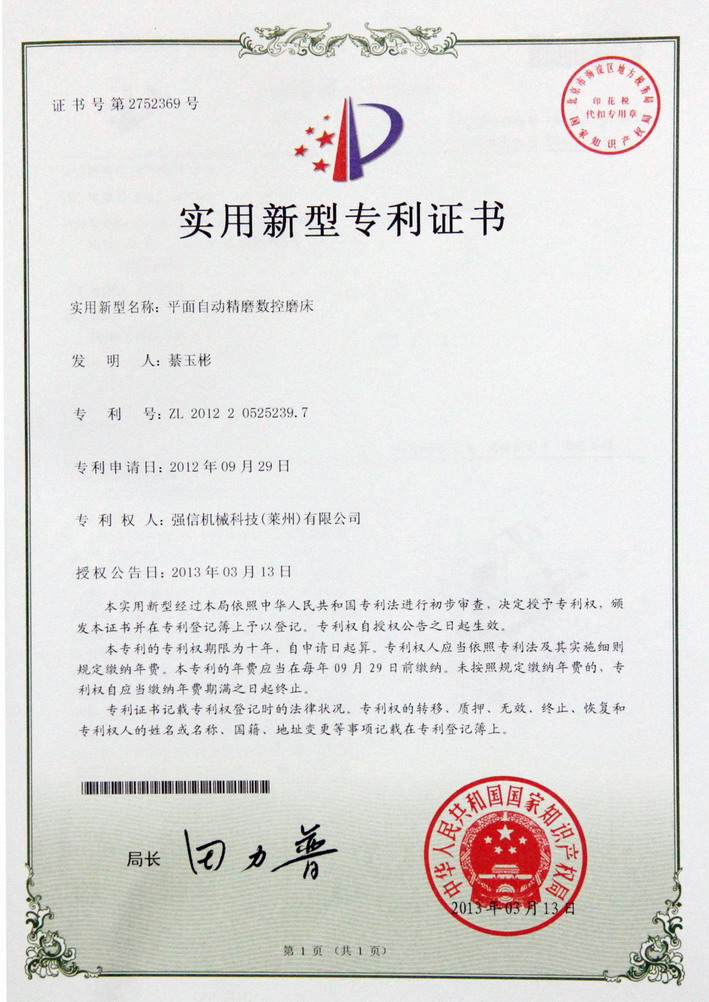 证书号第2752369号
北京市海淀区地方税务局
印花税
代扣专用章
国家知识产权局
实用新型专利证书
实用新型名称：平面自动精磨数控磨床
发明人：綦玉彬
专利号：ZL 2012 2 0525239.7
专利申请日：2012年09月29日
专利权人：强信机械科技(莱州)有限公司
授权公告日：2013年03月13日
本实用新型经过本局依照中华人民共和国专利法进行初步审查，决定授予专利权，颁
发本证书并在专利登记簿上予以登记。专利权自授权公告之日起生效。
本专利的专利权期限为十年，自申请日起算。专利权人应当依照专利法及其实施细则
规定缴纳年费。本专利的年费应当在每年09月29日前缴纳。未按照规定缴纳年费的，专
利权自应当缴纳年费期满之日起终止。
专利证书记载专利权登记时的法律状况。专利权的转移、质押、无效、终止、恢复和
专利权人的姓名或名称、国籍、地址变更等事项记载在专利登记簿上。
局长
田力普
中华人民共和国国家知识产权局
2013年03月13日
第1页（共1页）